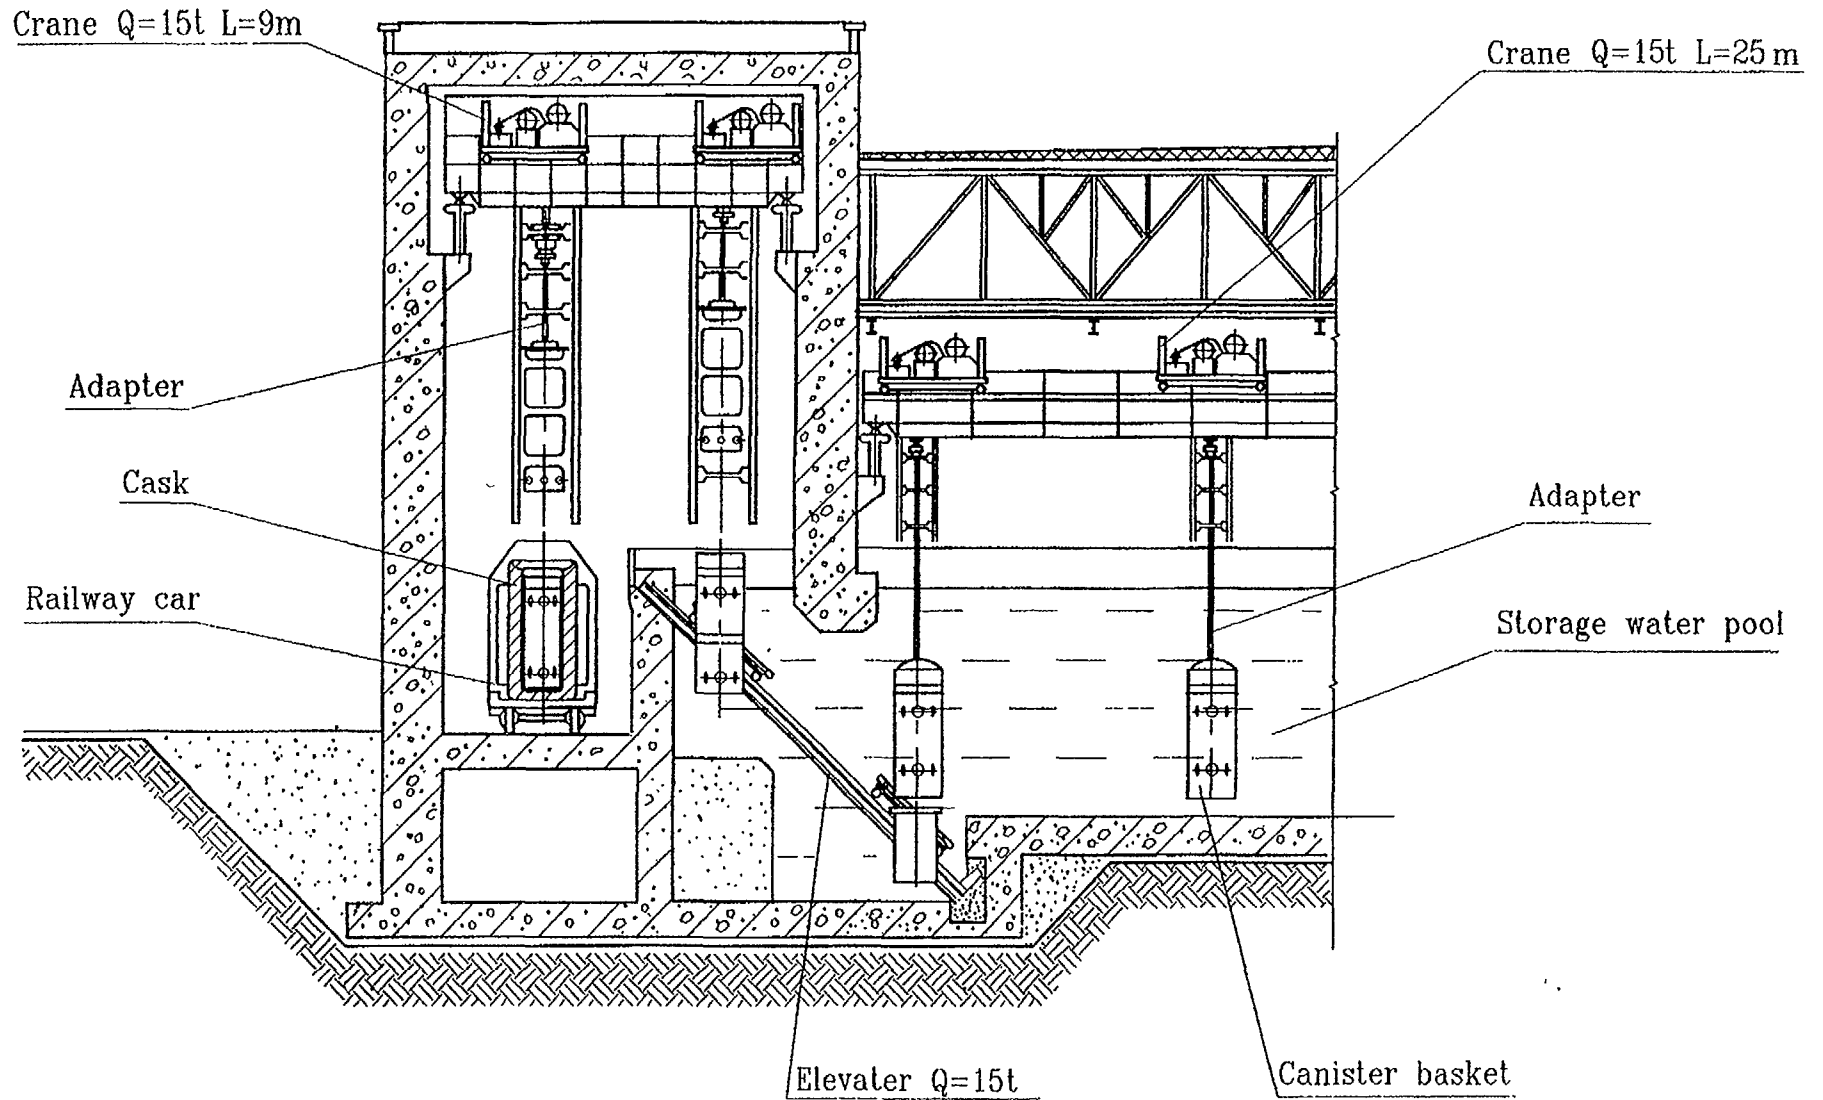 Crane Q=15t L=9m
Crane Q=15t L=25m
Adapter
Cask
Adapter
Railway car
Storage water pool
Elevater Q=15t
Canister basket